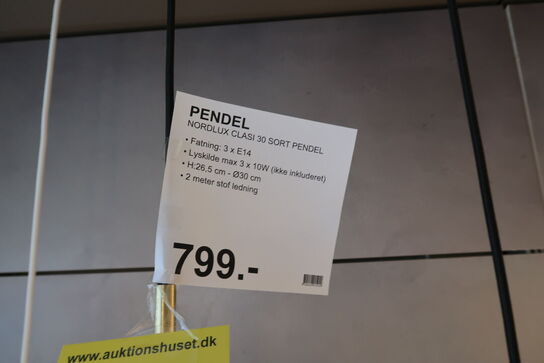 PENDEL
NORDLUX CLASI 30 SORT PENDEL
• Fatning: 3 x E14
• Lyskilde max 3 x 10W (ikke inkluderet)
• H:26,5 cm - Ø30 cm
• 2 meter stof ledning
799.-
www.auktionshuset.dk